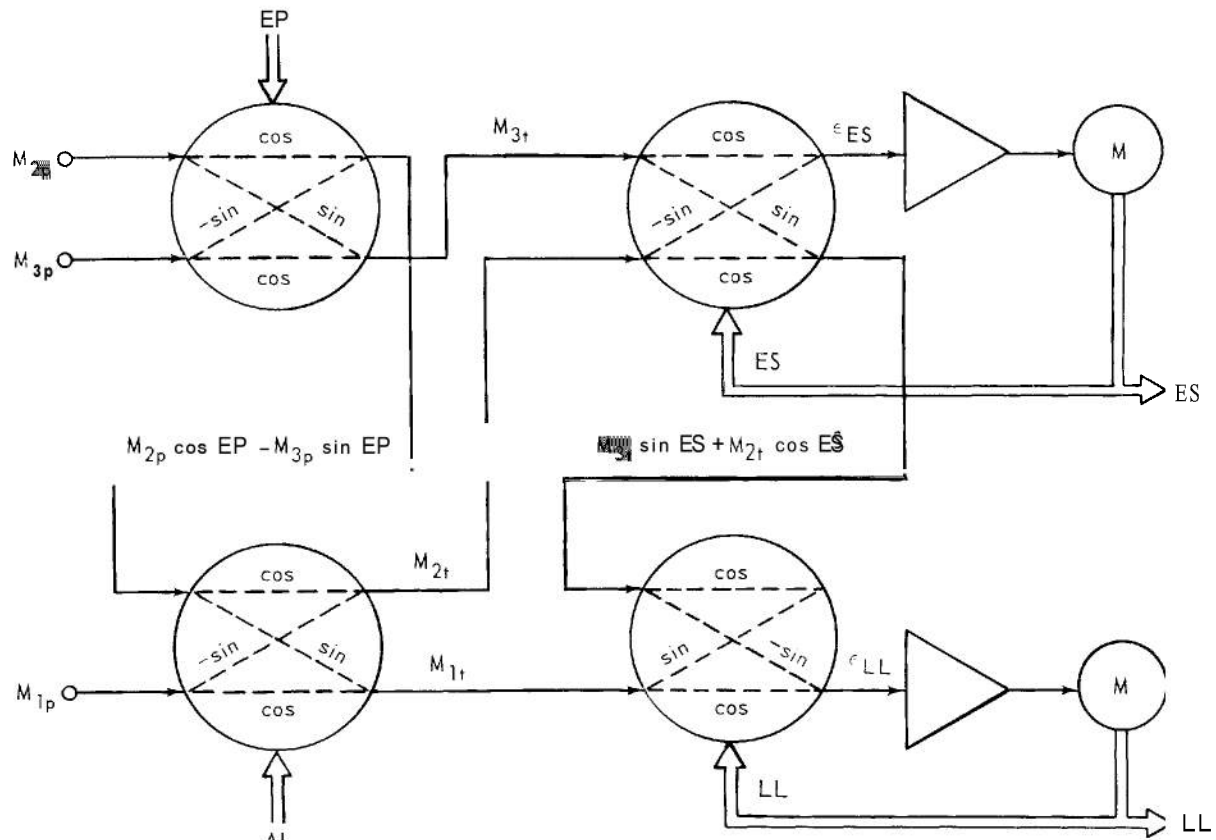 EP
cos
M2p
-sin
sin
M3p
cos
M3t
cos
-sin
sin
cos
εES
M
ES
ES
M2p cos EP -M3p sin EP
sin ES + M2t cos ES
cos
-sin
sin
M1p
cos
M2t
M1t
cos
sin
-sin
cos
εLL
M
LL
LL